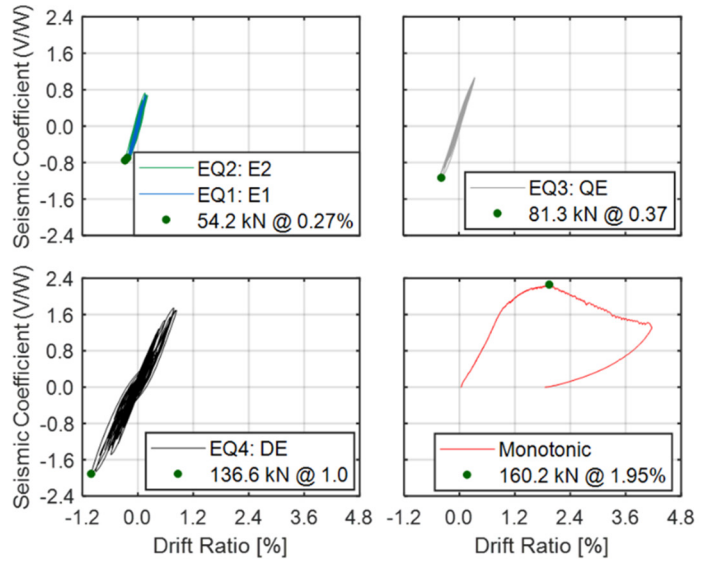 Seismic Coefficient (V/W)
2.4
1.6
0.8
0.0
-0.8
-1.6
-2.4
EQ2: E2
EQ1: E1
54.2 kN @ 0.27%
EQ3: QE
81.3 kN @ 0.37
Seismic Coefficient (V/W)
2.4
1.6
0.8
0.0
-0.8
-1.6
-2.4
EQ4: DE
136.6 kN @ 1.0
Monotonic
160.2 kN @ 1.95%
-1.2 0.0 1.2 2.4 3.6 4.8
-1.2 0.0 1.2 2.4 3.6 4.8
Drift Ratio [%]
Drift Ratio [%]